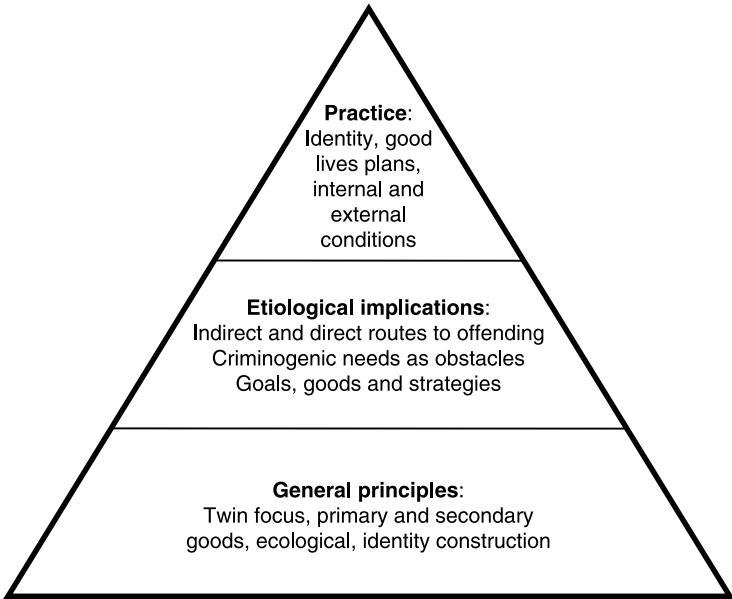 Practice:
Identity, good
lives plans,
internal and
external
conditions
Etiological implications:
Indirect and direct routes to offending
Criminogenic needs as obstacles
Goals, goods and strategies
General principles:
Twin focus, primary and secondary
goods, ecological, identity construction